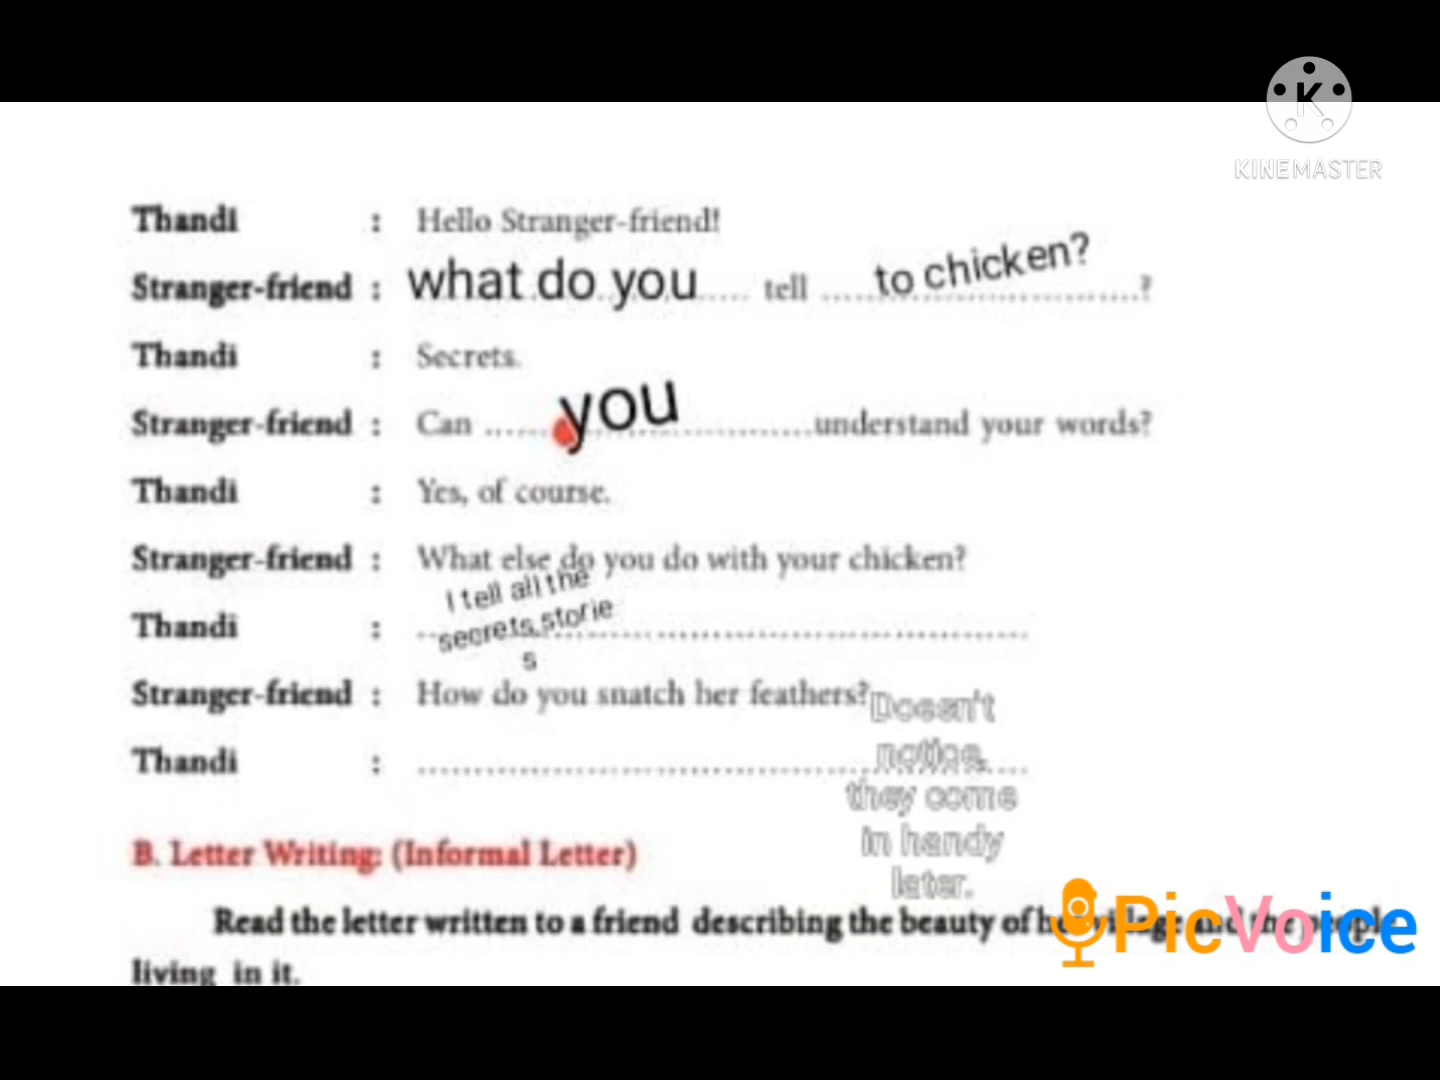 KINEMASTER
Thandi : Hello Stranger-friend!
Stranger-friend : what do you ..... tell ..... to chicken? ..... ?
Thandi : Secrets.
Stranger-friend : Can ...... you ..............understand your words?
Thandi : Yes, of course.
Stranger-friend : What else do you do with your chicken?
I tell all the
Thandi : secrets,storie
s
Stranger-friend : How do you snatch her feathers?
Doesn't
Thandi : ........................................ notice,
they come
in handy
later.
B. Letter Writing: (Informal Letter)
Read the letter written to a friend describing the beauty of
living in it.
PicVoice